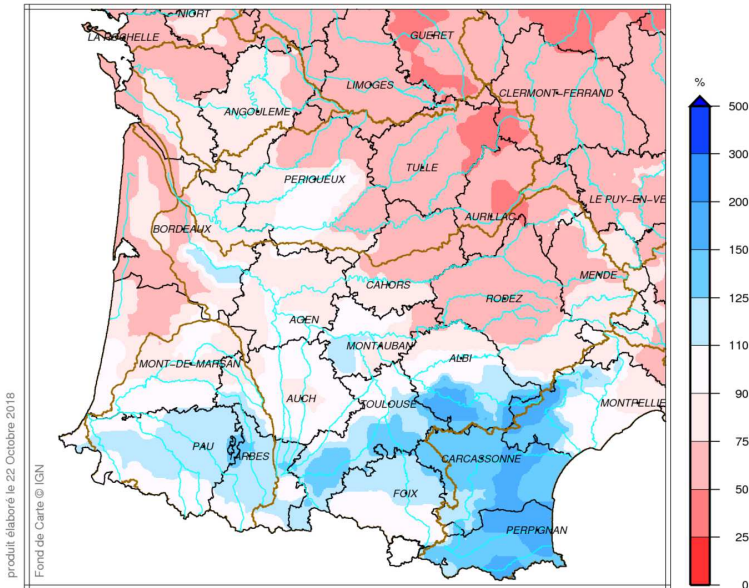 NIORT
LA ROCHELLE
GUERET
LIMOGES
CLERMONT-FERRAND
ANGOULEME
PERIGUEUX
TULLE
LE PUY-EN-VE
AURILLAC
BORDEAUX
CAHORS
MENDE
RODEZ
AGEN
MONTAUBAN
ALBI
MONT-DE-MARSAN
AUCH
TOULOUSE
MONTPELLIE
PAU
TARBES
CARCASSONNE
FOIX
PERPIGNAN
%
500
300
200
150
110
90
75
50
25
0
produit élaboré le 22 Octobre 2018
Fond de Carte © IGN